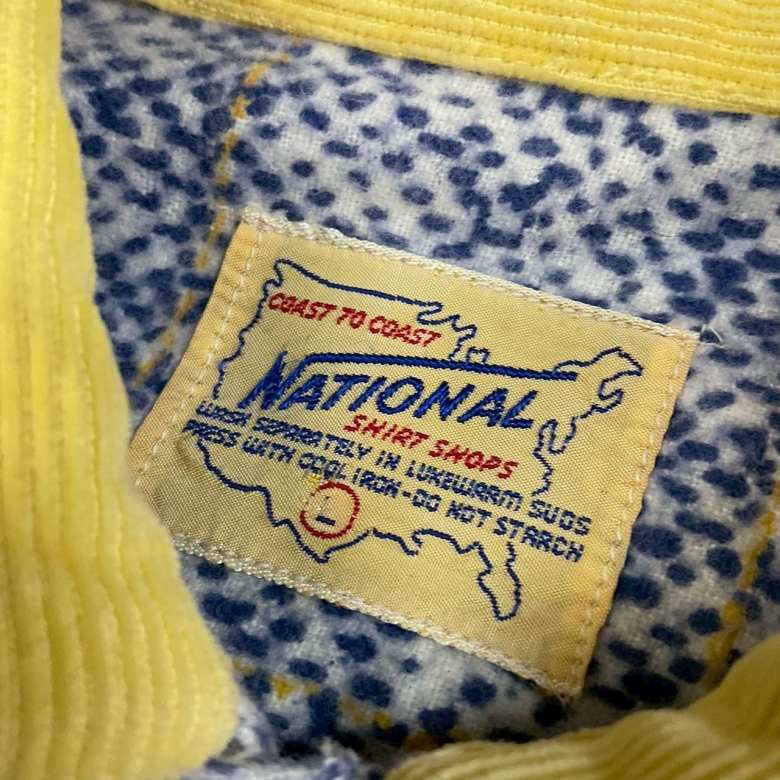 COAST TO COAST
NATIONAL
SHIRT SHOPS
WASH SEPARATELY IN LUKEWARM SUDS
PRESS WITH COOL IRON-DO NOT STARCH
L